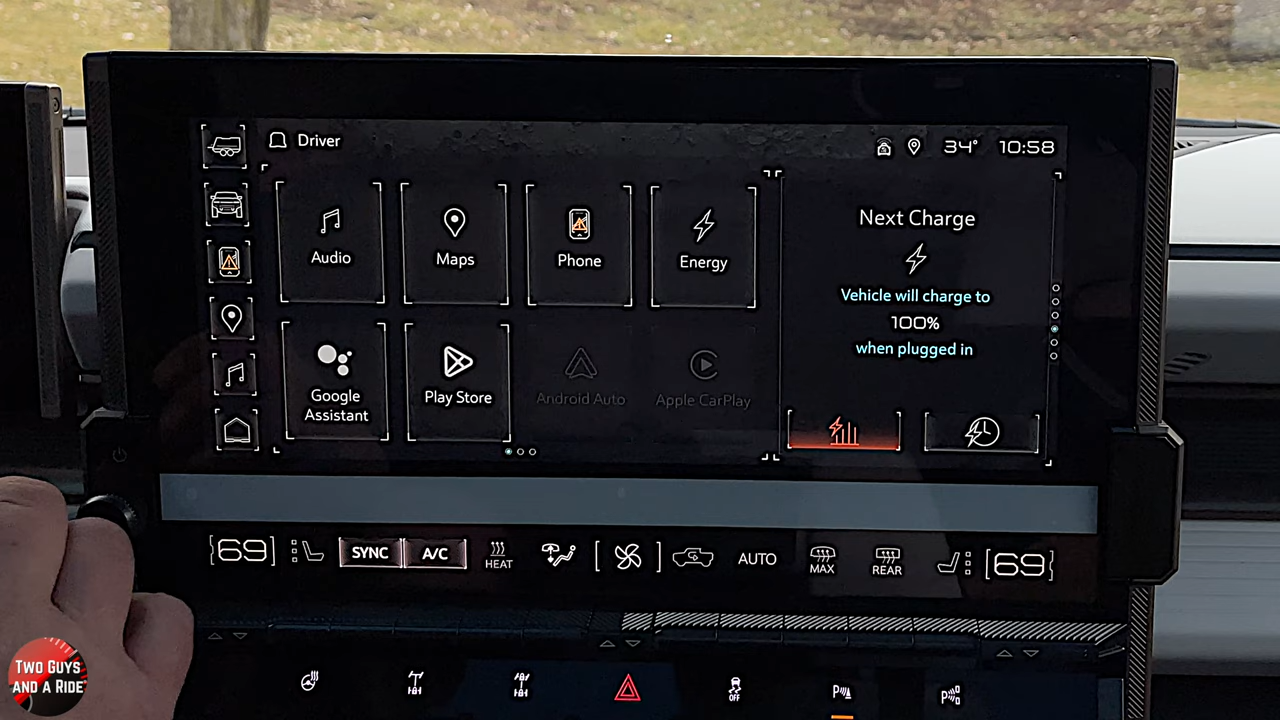 Driver
34° 10:58
Audio
Maps
Phone
Energy
Google
Assistant
Play Store
Android Auto
Apple CarPlay
Next Charge
Vehicle will charge to
100%
when plugged in
69
SYNC
A/C
HEAT
AUTO
MAX
REAR
69
OFF
P
P
TWO GUYS
AND A RIDE